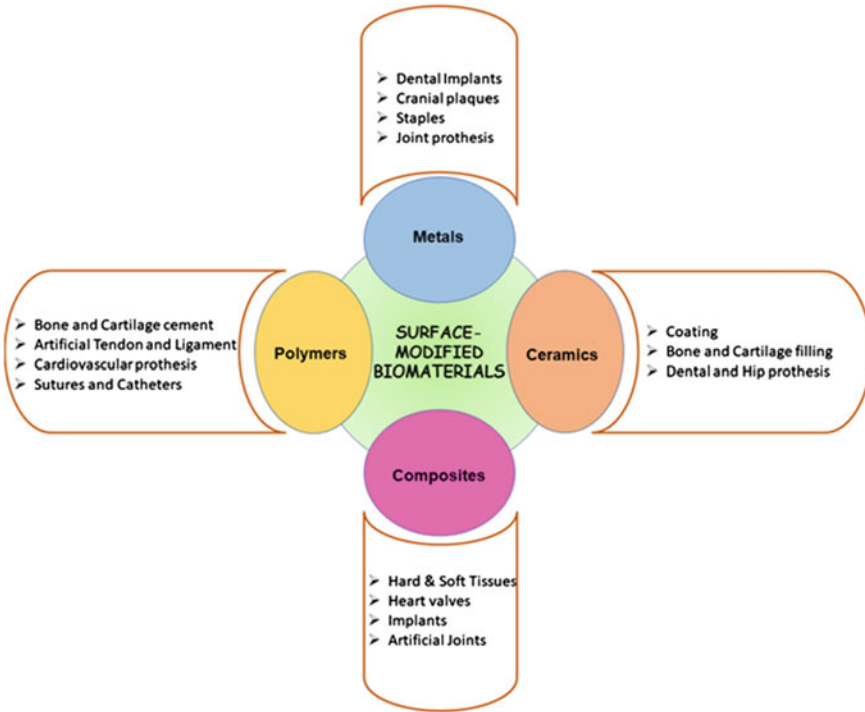 Dental Implants
Cranial plaques
Staples
Joint prothesis
Metals
Bone and Cartilage cement
Artificial Tendon and Ligament
Cardiovascular prothesis
Sutures and Catheters
Polymers
SURFACE-
MODIFIED
BIOMATERIALS
Ceramics
Coating
Bone and Cartilage filling
Dental and Hip prothesis
Composites
Hard & Soft Tissues
Heart valves
Implants
Artificial Joints